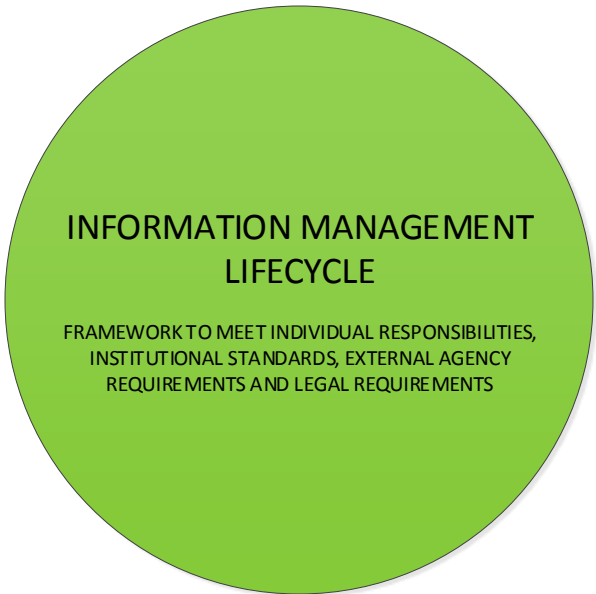 INFORMATION MANAGEMENT
LIFECYCLE
FRAMEWORK TO MEET INDIVIDUAL RESPONSIBILITIES,
INSTITUTIONAL STANDARDS, EXTERNAL AGENCY
REQUIREMENTS AND LEGAL REQUIREMENTS